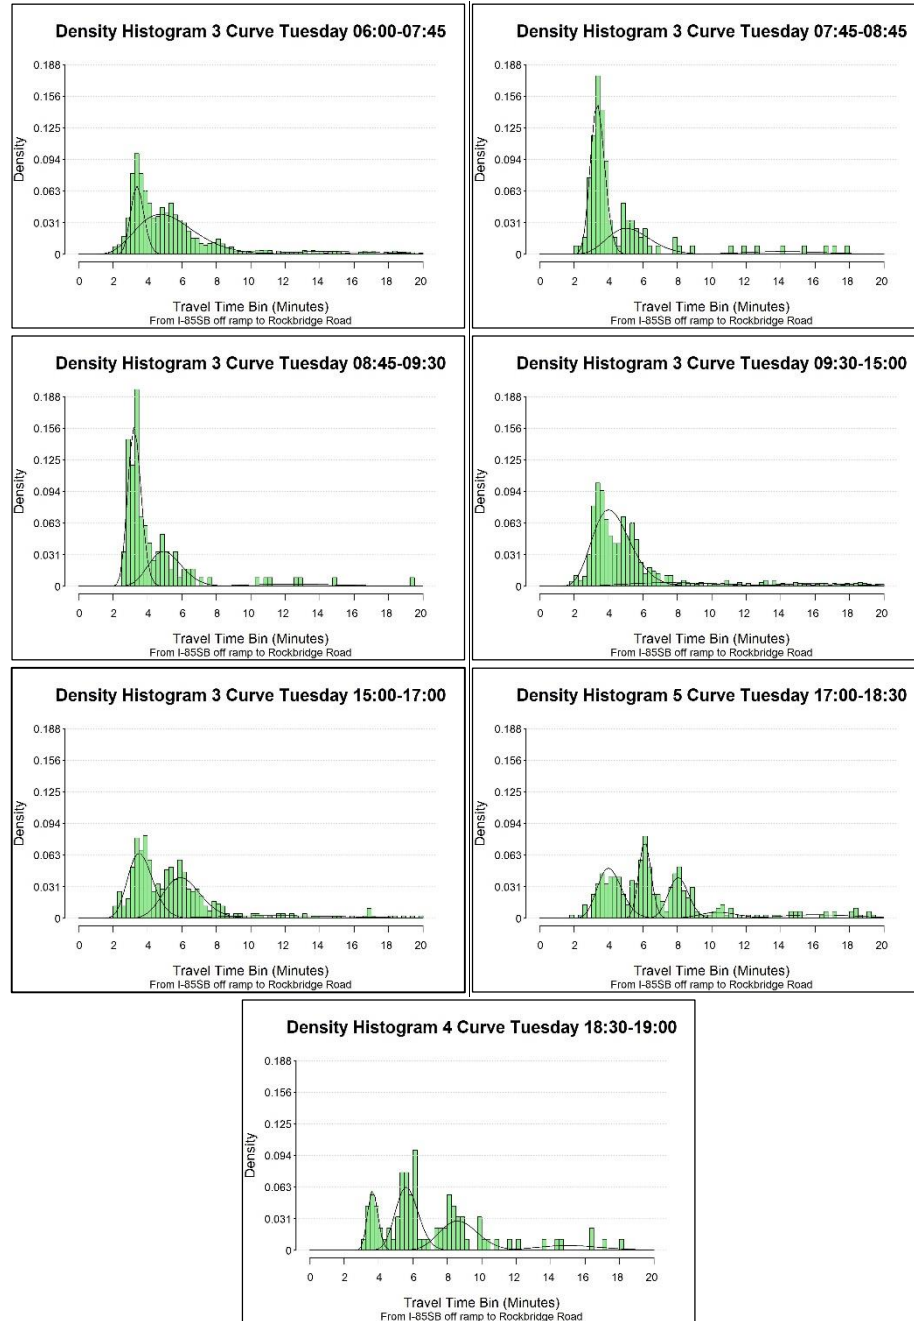 Density Histogram 3 Curve Tuesday 06:00-07:45
0.188
0.156
0.125
0.094
0.063
0.031
0
Density
0 2 4 6 8 10 12 14 16 18 20
Travel Time Bin (Minutes)
From I-85SB off ramp to Rockbridge Road
Density Histogram 3 Curve Tuesday 07:45-08:45
0.188
0.156
0.125
0.094
0.063
0.031
0
Density
0 2 4 6 8 10 12 14 16 18 20
Travel Time Bin (Minutes)
From I-85SB off ramp to Rockbridge Road
Density Histogram 3 Curve Tuesday 08:45-09:30
0.188
0.156
0.125
0.094
0.063
0.031
0
Density
0 2 4 6 8 10 12 14 16 18 20
Travel Time Bin (Minutes)
From I-85SB off ramp to Rockbridge Road
Density Histogram 3 Curve Tuesday 09:30-15:00
0.188
0.156
0.125
0.094
0.063
0.031
0
Density
0 2 4 6 8 10 12 14 16 18 20
Travel Time Bin (Minutes)
From I-85SB off ramp to Rockbridge Road
Density Histogram 3 Curve Tuesday 15:00-17:00
0.188
0.156
0.125
0.094
0.063
0.031
0
Density
0 2 4 6 8 10 12 14 16 18 20
Travel Time Bin (Minutes)
From I-85SB off ramp to Rockbridge Road
Density Histogram 5 Curve Tuesday 17:00-18:30
0.188
0.156
0.125
0.094
0.063
0.031
0
Density
0 2 4 6 8 10 12 14 16 18 20
Travel Time Bin (Minutes)
From I-85SB off ramp to Rockbridge Road
Density Histogram 4 Curve Tuesday 18:30-19:00
0.188
0.156
0.125
0.094
0.063
0.031
0
Density
0 2 4 6 8 10 12 14 16 18 20
Travel Time Bin (Minutes)
From I-85SB off ramp to Rockbridge Road